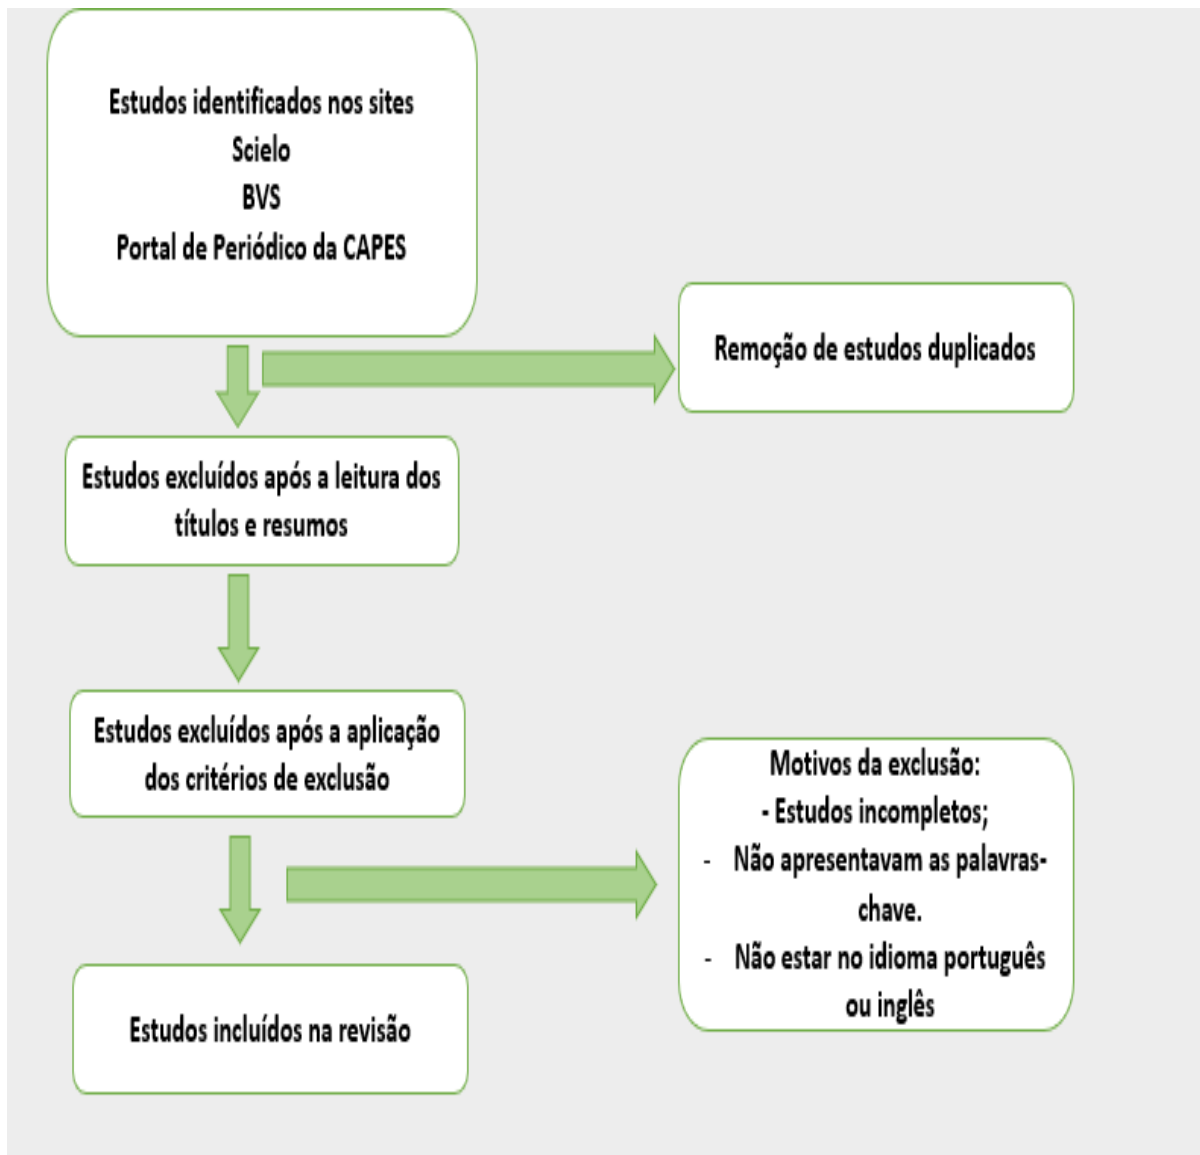 Estudos identificados nos sites
Scielo
BVS
Portal de Periódico da CAPES
Remoção de estudos duplicados
Estudos excluídos após a leitura dos
títulos e resumos
Estudos excluídos após a aplicação
dos critérios de exclusão
Motivos da exclusão:
- Estudos incompletos;
- Não apresentavam as palavras-
chave.
- Não estar no idioma português
ou inglês
Estudos incluídos na revisão